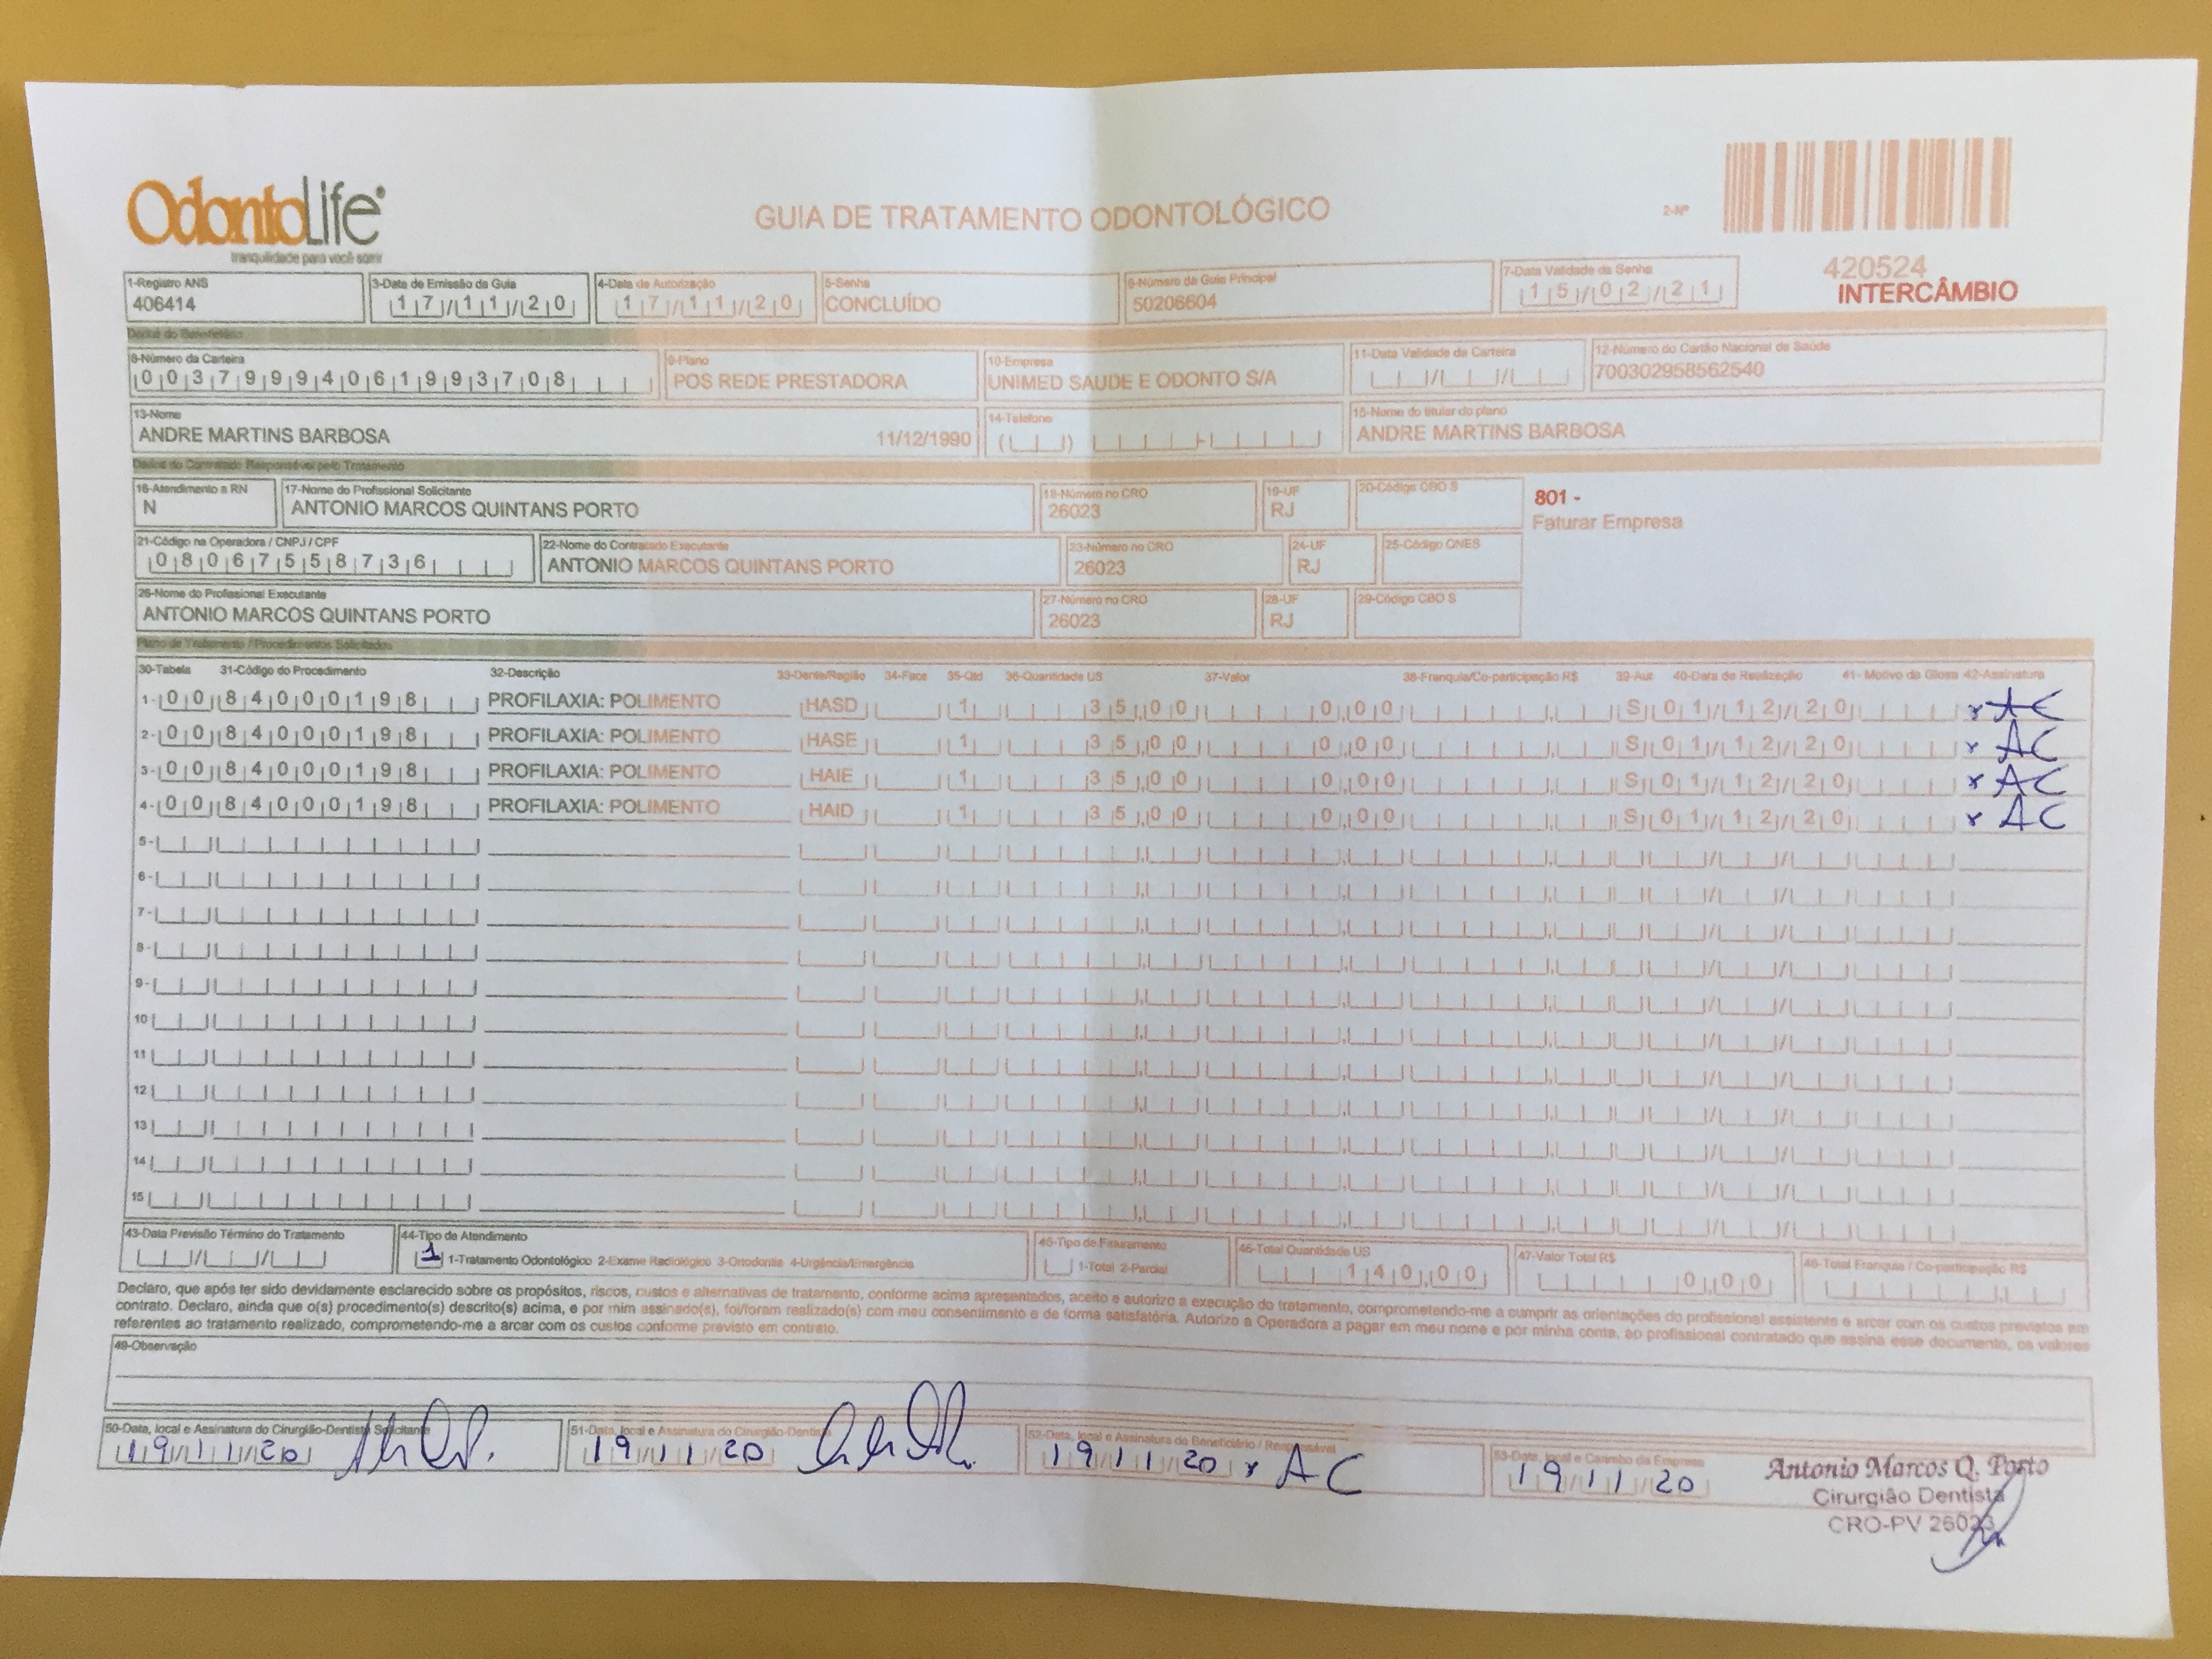 OdontoLife®
tranquilidade para você sorrir
GUIA DE TRATAMENTO ODONTOLÓGICO
2-Nº
420524
INTERCÂMBIO
1-Registro ANS
406414
3-Data de Emissão da Guia
17/11/20
4-Data de Autorização
17/11/20
5-Senha
CONCLUÍDO
6-Número da Guia Principal
50206604
7-Data Validade da Senha
15/02/21
Dados do Beneficiário
8-Número da Carteira
00379994061993708
9-Plano
POS REDE PRESTADORA
10-Empresa
UNIMED SAUDE E ODONTO S/A
11-Data Validade da Carteira
12-Número do Cartão Nacional de Saúde
700302958562540
13-Nome
ANDRE MARTINS BARBOSA 11/12/1990
14-Telefone
15-Nome do titular do plano
ANDRE MARTINS BARBOSA
Dados do Contratado Responsável pelo Tratamento
16-Atendimento a RN
N
17-Nome do Profissional Solicitante
ANTONIO MARCOS QUINTANS PORTO
18-Número no CRO
26023
19-UF
RJ
20-Código CBO S
801 -
Faturar Empresa
21-Código na Operadora / CNPJ / CPF
08067558736
22-Nome do Contratado Executante
ANTONIO MARCOS QUINTANS PORTO
23-Número no CRO
26023
24-UF
RJ
25-Código CNES
26-Nome do Profissional Executante
ANTONIO MARCOS QUINTANS PORTO
27-Número no CRO
26023
28-UF
RJ
29-Código CBO S
Plano de Tratamento / Procedimentos Solicitados
30-Tabela 31-Código do Procedimento 32-Descrição 33-Dente/Região 34-Face 35-Qtd 36-Quantidade US 37-Valor 38-Franquia/Co-participação R$ 39-Aut 40-Data de Realização 41- Motivo da Glosa 42-Assinatura
1- 00 84000198 PROFILAXIA: POLIMENTO HASD 1 35,00 0,00 S 01/12/20 x AC
2- 00 84000198 PROFILAXIA: POLIMENTO HASE 1 35,00 0,00 S 01/12/20 x AC
3- 00 84000198 PROFILAXIA: POLIMENTO HAIE 1 35,00 0,00 S 01/12/20 x AC
4- 00 84000198 PROFILAXIA: POLIMENTO HAID 1 35,00 0,00 S 01/12/20 x AC
5-
6-
7-
8-
9-
10
11
12
13
14
15
43-Data Previsão Término do Tratamento
44-Tipo de Atendimento
1 1-Tratamento Odontológico 2-Exame Radiológico 3-Ortodontia 4-Urgência/Emergência
45-Tipo de Faturamento
1-Total 2-Parcial
46-Total Quantidade US
140,00
47-Valor Total R$
0,00
48-Total Franquia / Co-participação R$
Declaro, que após ter sido devidamente esclarecido sobre os propósitos, riscos, custos e alternativas de tratamento, conforme acima apresentados, aceito e autorizo a execução do tratamento, comprometendo-me a cumprir as orientações do profissional assistente e arcar com os custos previstos em
contrato. Declaro, ainda que o(s) procedimento(s) descrito(s) acima, e por mim assinado(s), foi/foram realizado(s) com meu consentimento e de forma satisfatória. Autorizo a Operadora a pagar em meu nome e por minha conta, ao profissional contratado que assina esse documento, os valores
referentes ao tratamento realizado, comprometendo-me a arcar com os custos conforme previsto em contrato.
49-Observação
50-Data, local e Assinatura do Cirurgião-Dentista Solicitante
19/11/20
51-Data, local e Assinatura do Cirurgião-Dentista
19/11/20
52-Data, local e Assinatura do Beneficiário / Responsável
19/11/20 x AC
53-Data, local e Carimbo da Empresa
19/11/20
Antonio Marcos Q. Porto
Cirurgião Dentista
CRO-PV 26023